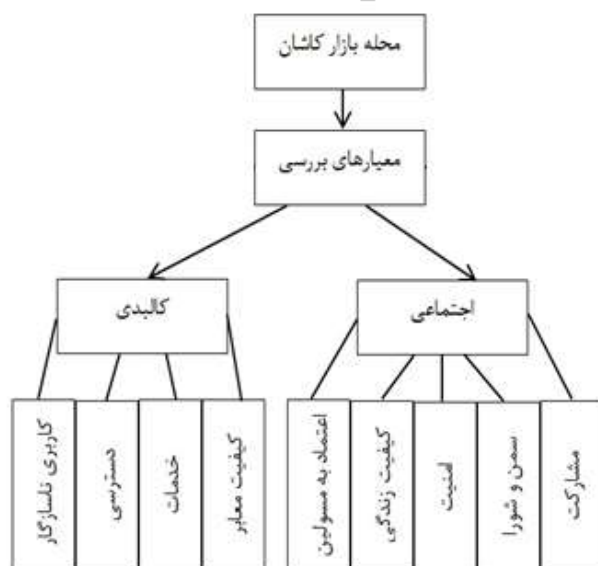 محله بازار کاشان
معیارهای بررسی
اجتماعی
کالبدی
مشارکت
سمن و شورا
امنیت
کیفیت زندگی
اعتماد به مسولین
کیفیت معابر
خدمات
دسترسی
کاربری ناسازگار